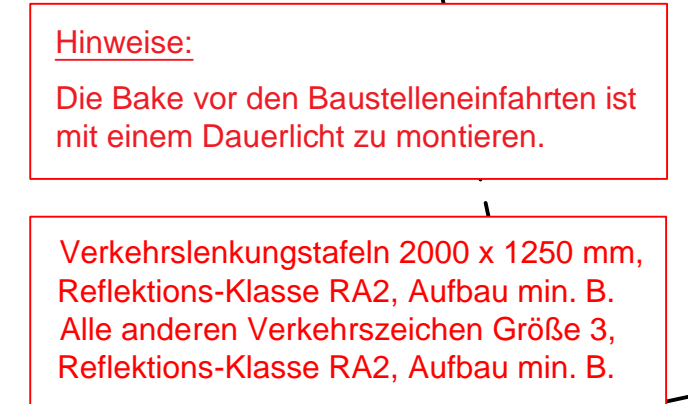 Hinweise:
Die Bake vor den Baustelleneinfahrten ist
mit einem Dauerlicht zu montieren.
Verkehrslenkungstafeln 2000 x 1250 mm,
Reflektions-Klasse RA2, Aufbau min. B.
Alle anderen Verkehrszeichen Größe 3,
Reflektions-Klasse RA2, Aufbau min. B.